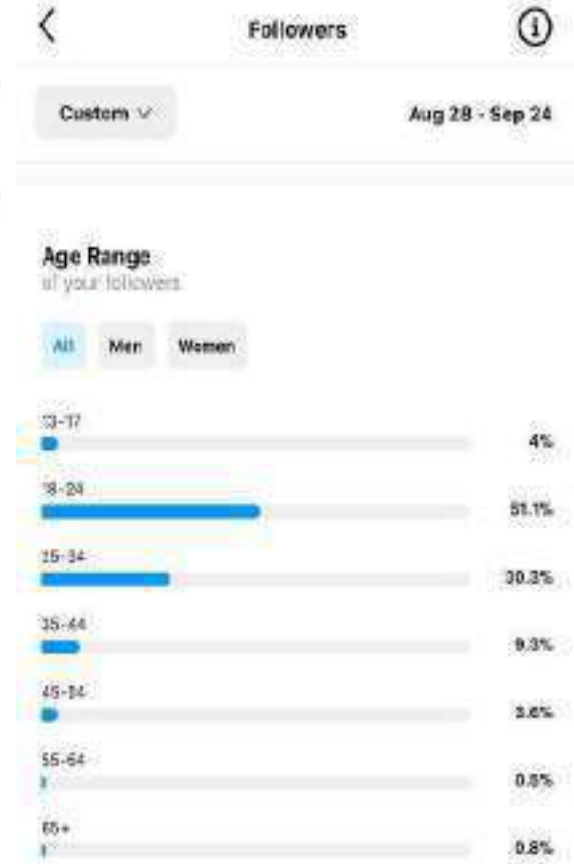 Followers
Custom
Aug 28 - Sep 24
Age Range
of your followers
All
Men
Women
13-17
4%
18-24
51.1%
25-34
30.3%
35-44
9.3%
45-54
3.6%
55-64
0.5%
65+
0.8%